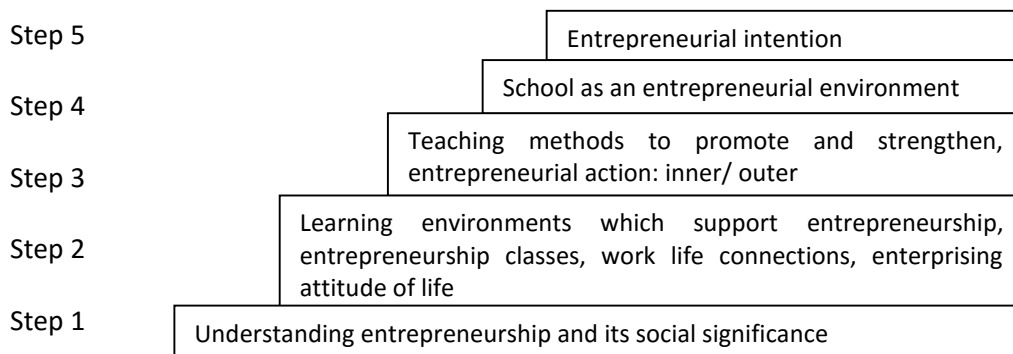 Step 5
Entrepreneurial intention
Step 4
School as an entrepreneurial environment
Step 3
Teaching methods to promote and strengthen,
entrepreneurial action: inner/ outer
Step 2
Learning environments which support entrepreneurship,
entrepreneurship classes, work life connections, enterprising
attitude of life
Step 1
Understanding entrepreneurship and its social significance